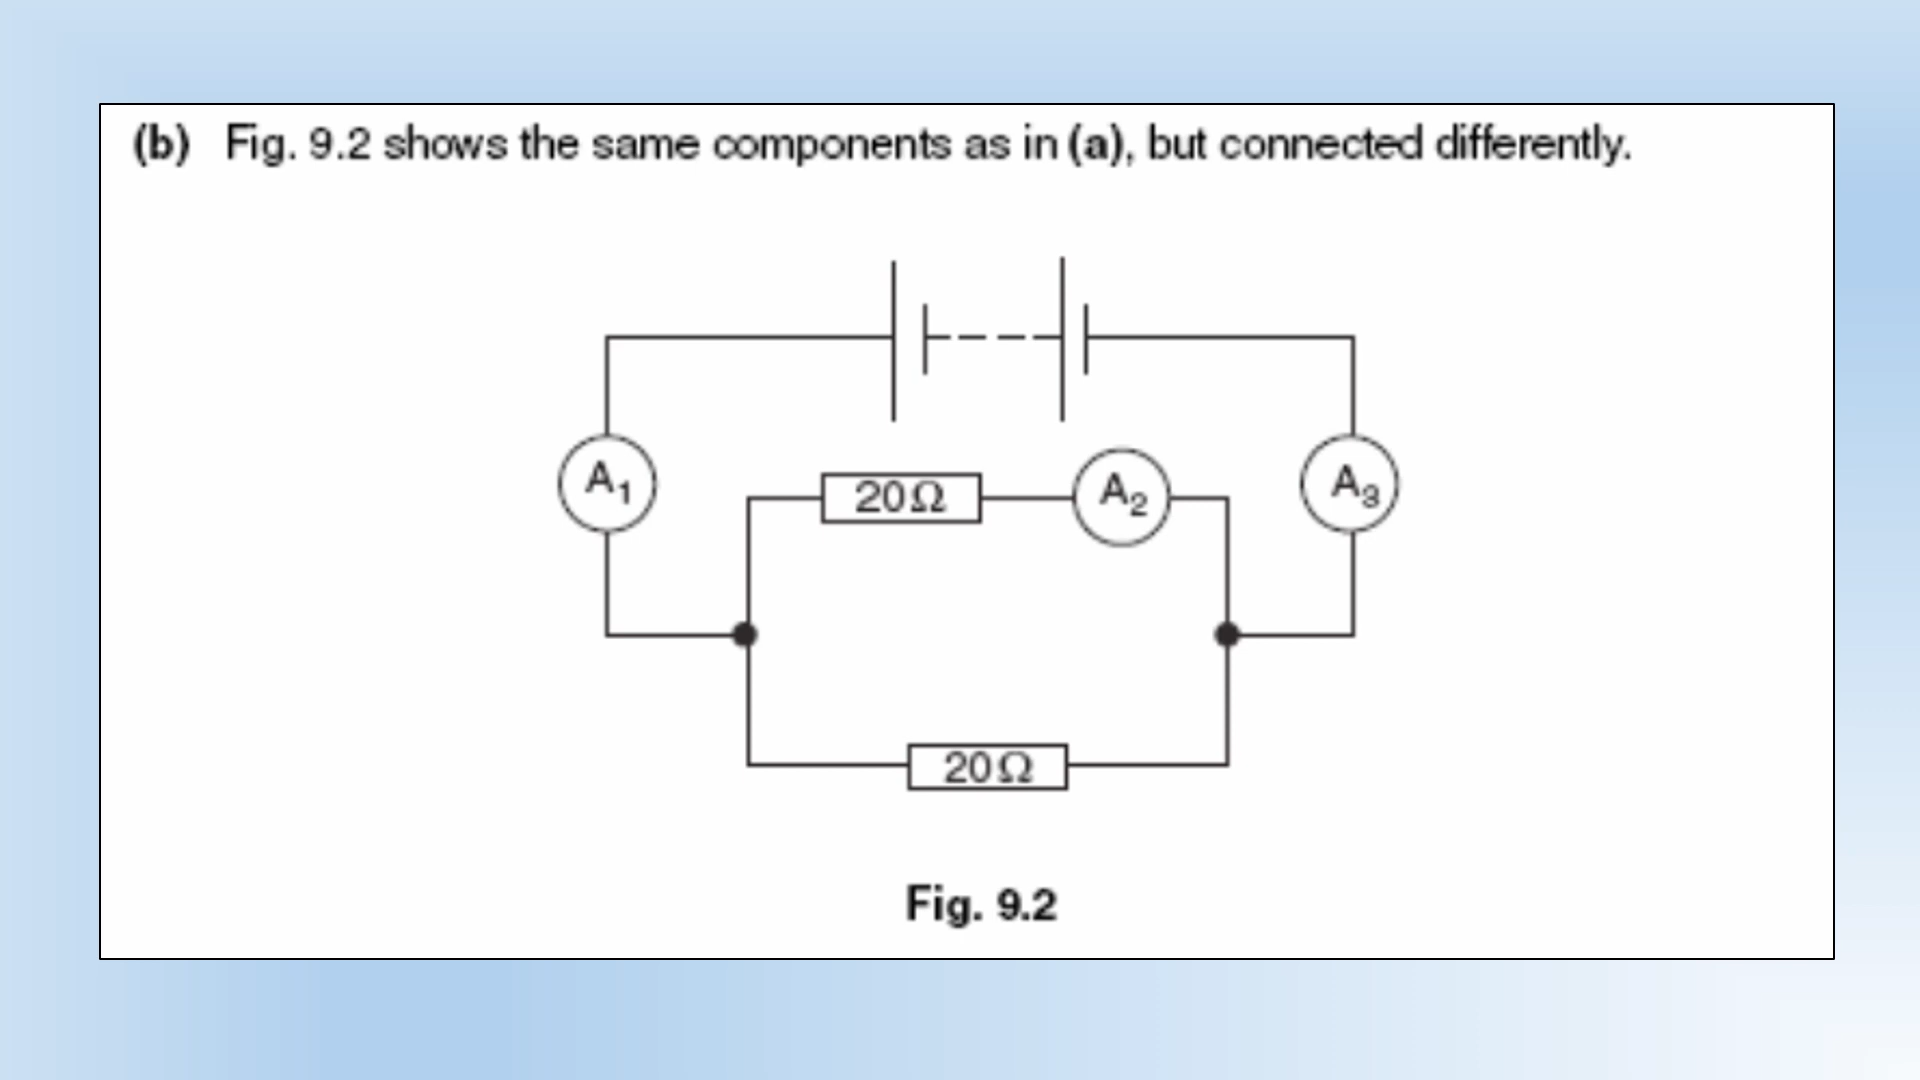 (b) Fig. 9.2 shows the same components as in (a), but connected differently.
A₁
20Ω
A₂
A₃
20Ω
Fig. 9.2